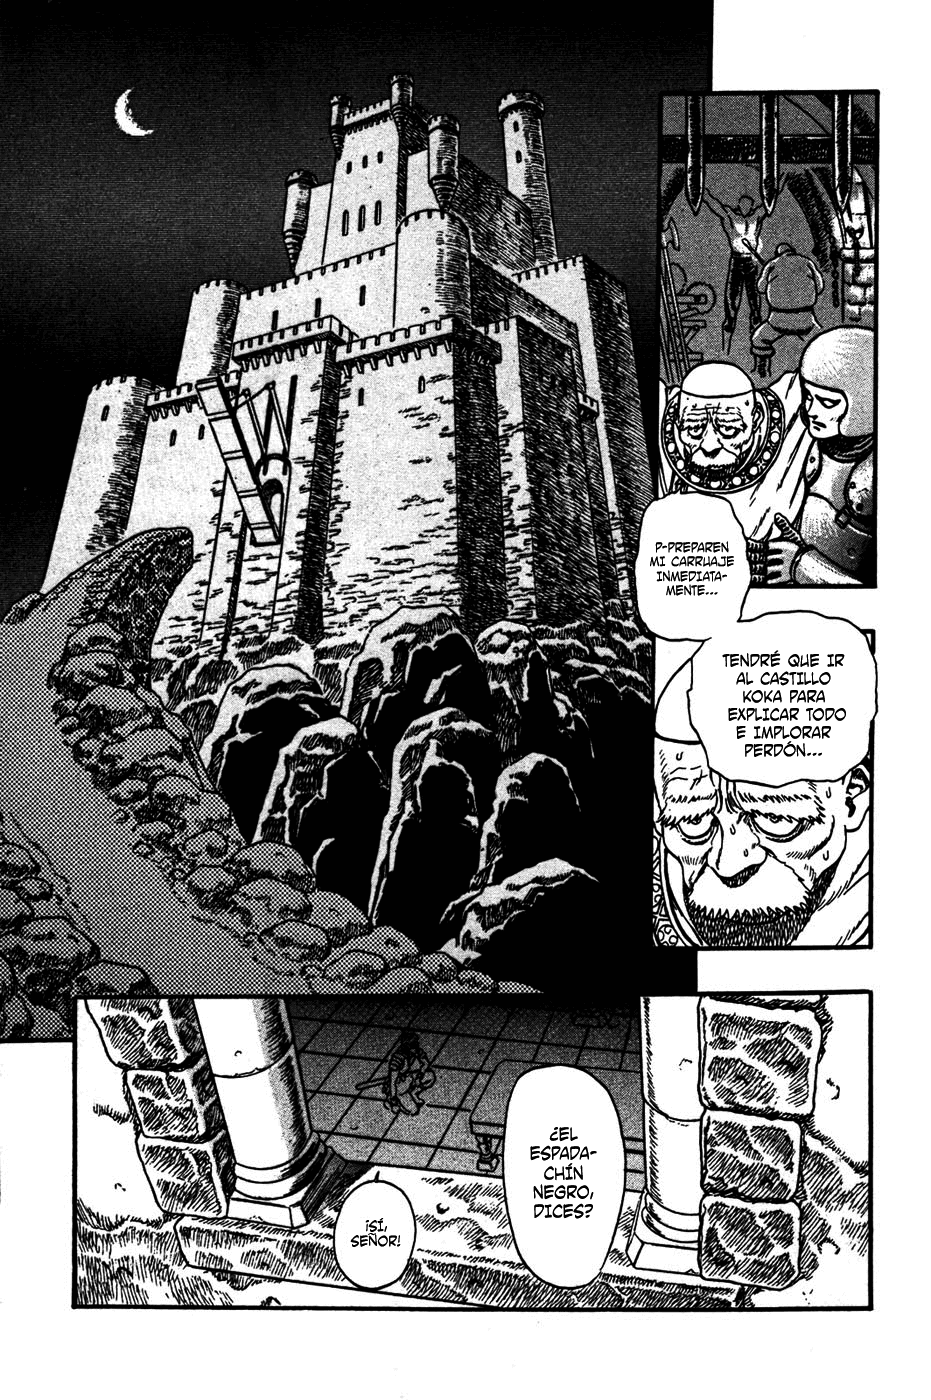 P-PREPAREN
MI CARRUAJE
INMEDIATA-
MENTE...
TENDRÉ QUE IR
AL CASTILLO
KOKA PARA
EXPLICAR TODO
E IMPLORAR
PERDÓN...
¿EL
ESPADA-
CHÍN
NEGRO,
DICES?
¡SÍ,
SEÑOR!